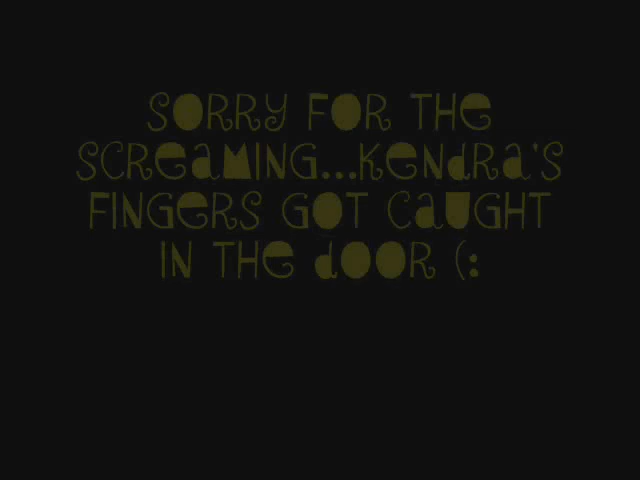 SORRY FOR THE
SCREAMING...KENDRA'S
FINGERS GOT CAUGHT
IN THE DOOR (: